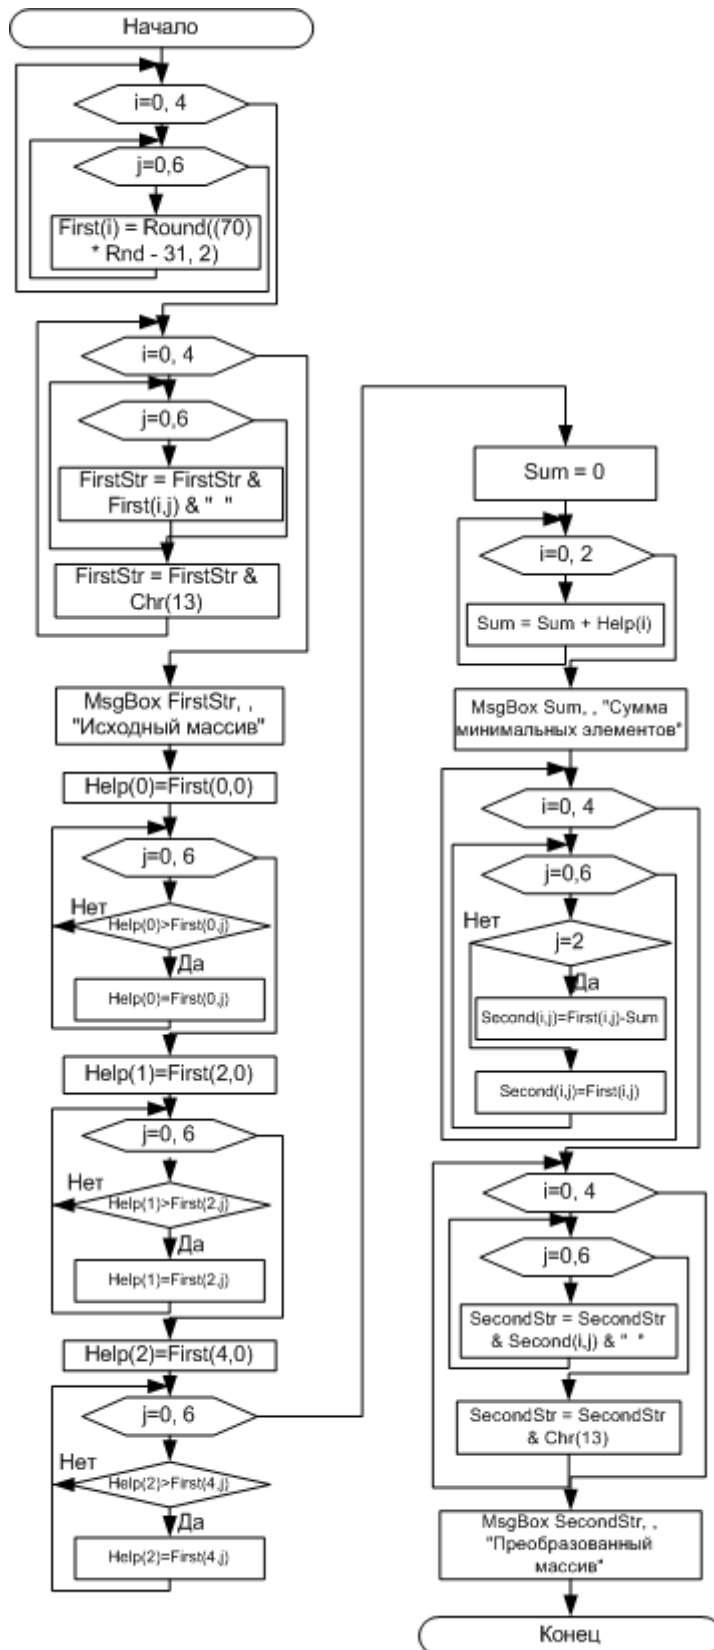 Начало
i=0, 4
j=0,6
First(i) = Round((70)
* Rnd - 31, 2)
i=0, 4
j=0,6
FirstStr = FirstStr &
First(i,j) & "  "
FirstStr = FirstStr &
Chr(13)
MsgBox FirstStr, ,
"Исходный массив"
Help(0)=First(0,0)
j=0, 6
Нет
Help(0)>First(0,j)
Да
Help(0)=First(0,j)
Help(1)=First(2,0)
j=0, 6
Нет
Help(1)>First(2,j)
Да
Help(1)=First(2,j)
Help(2)=First(4,0)
j=0, 6
Нет
Help(2)>First(4,j)
Да
Help(2)=First(4,j)
Sum = 0
i=0, 2
Sum = Sum + Help(i)
MsgBox Sum, , "Сумма
минимальных элементов"
i=0, 4
j=0,6
Нет
j=2
Да
Second(i,j)=First(i,j)-Sum
Second(i,j)=First(i,j)
i=0, 4
j=0,6
SecondStr = SecondStr
& Second(i,j) & "  "
SecondStr = SecondStr
& Chr(13)
MsgBox SecondStr, ,
"Преобразованный
массив"
Конец